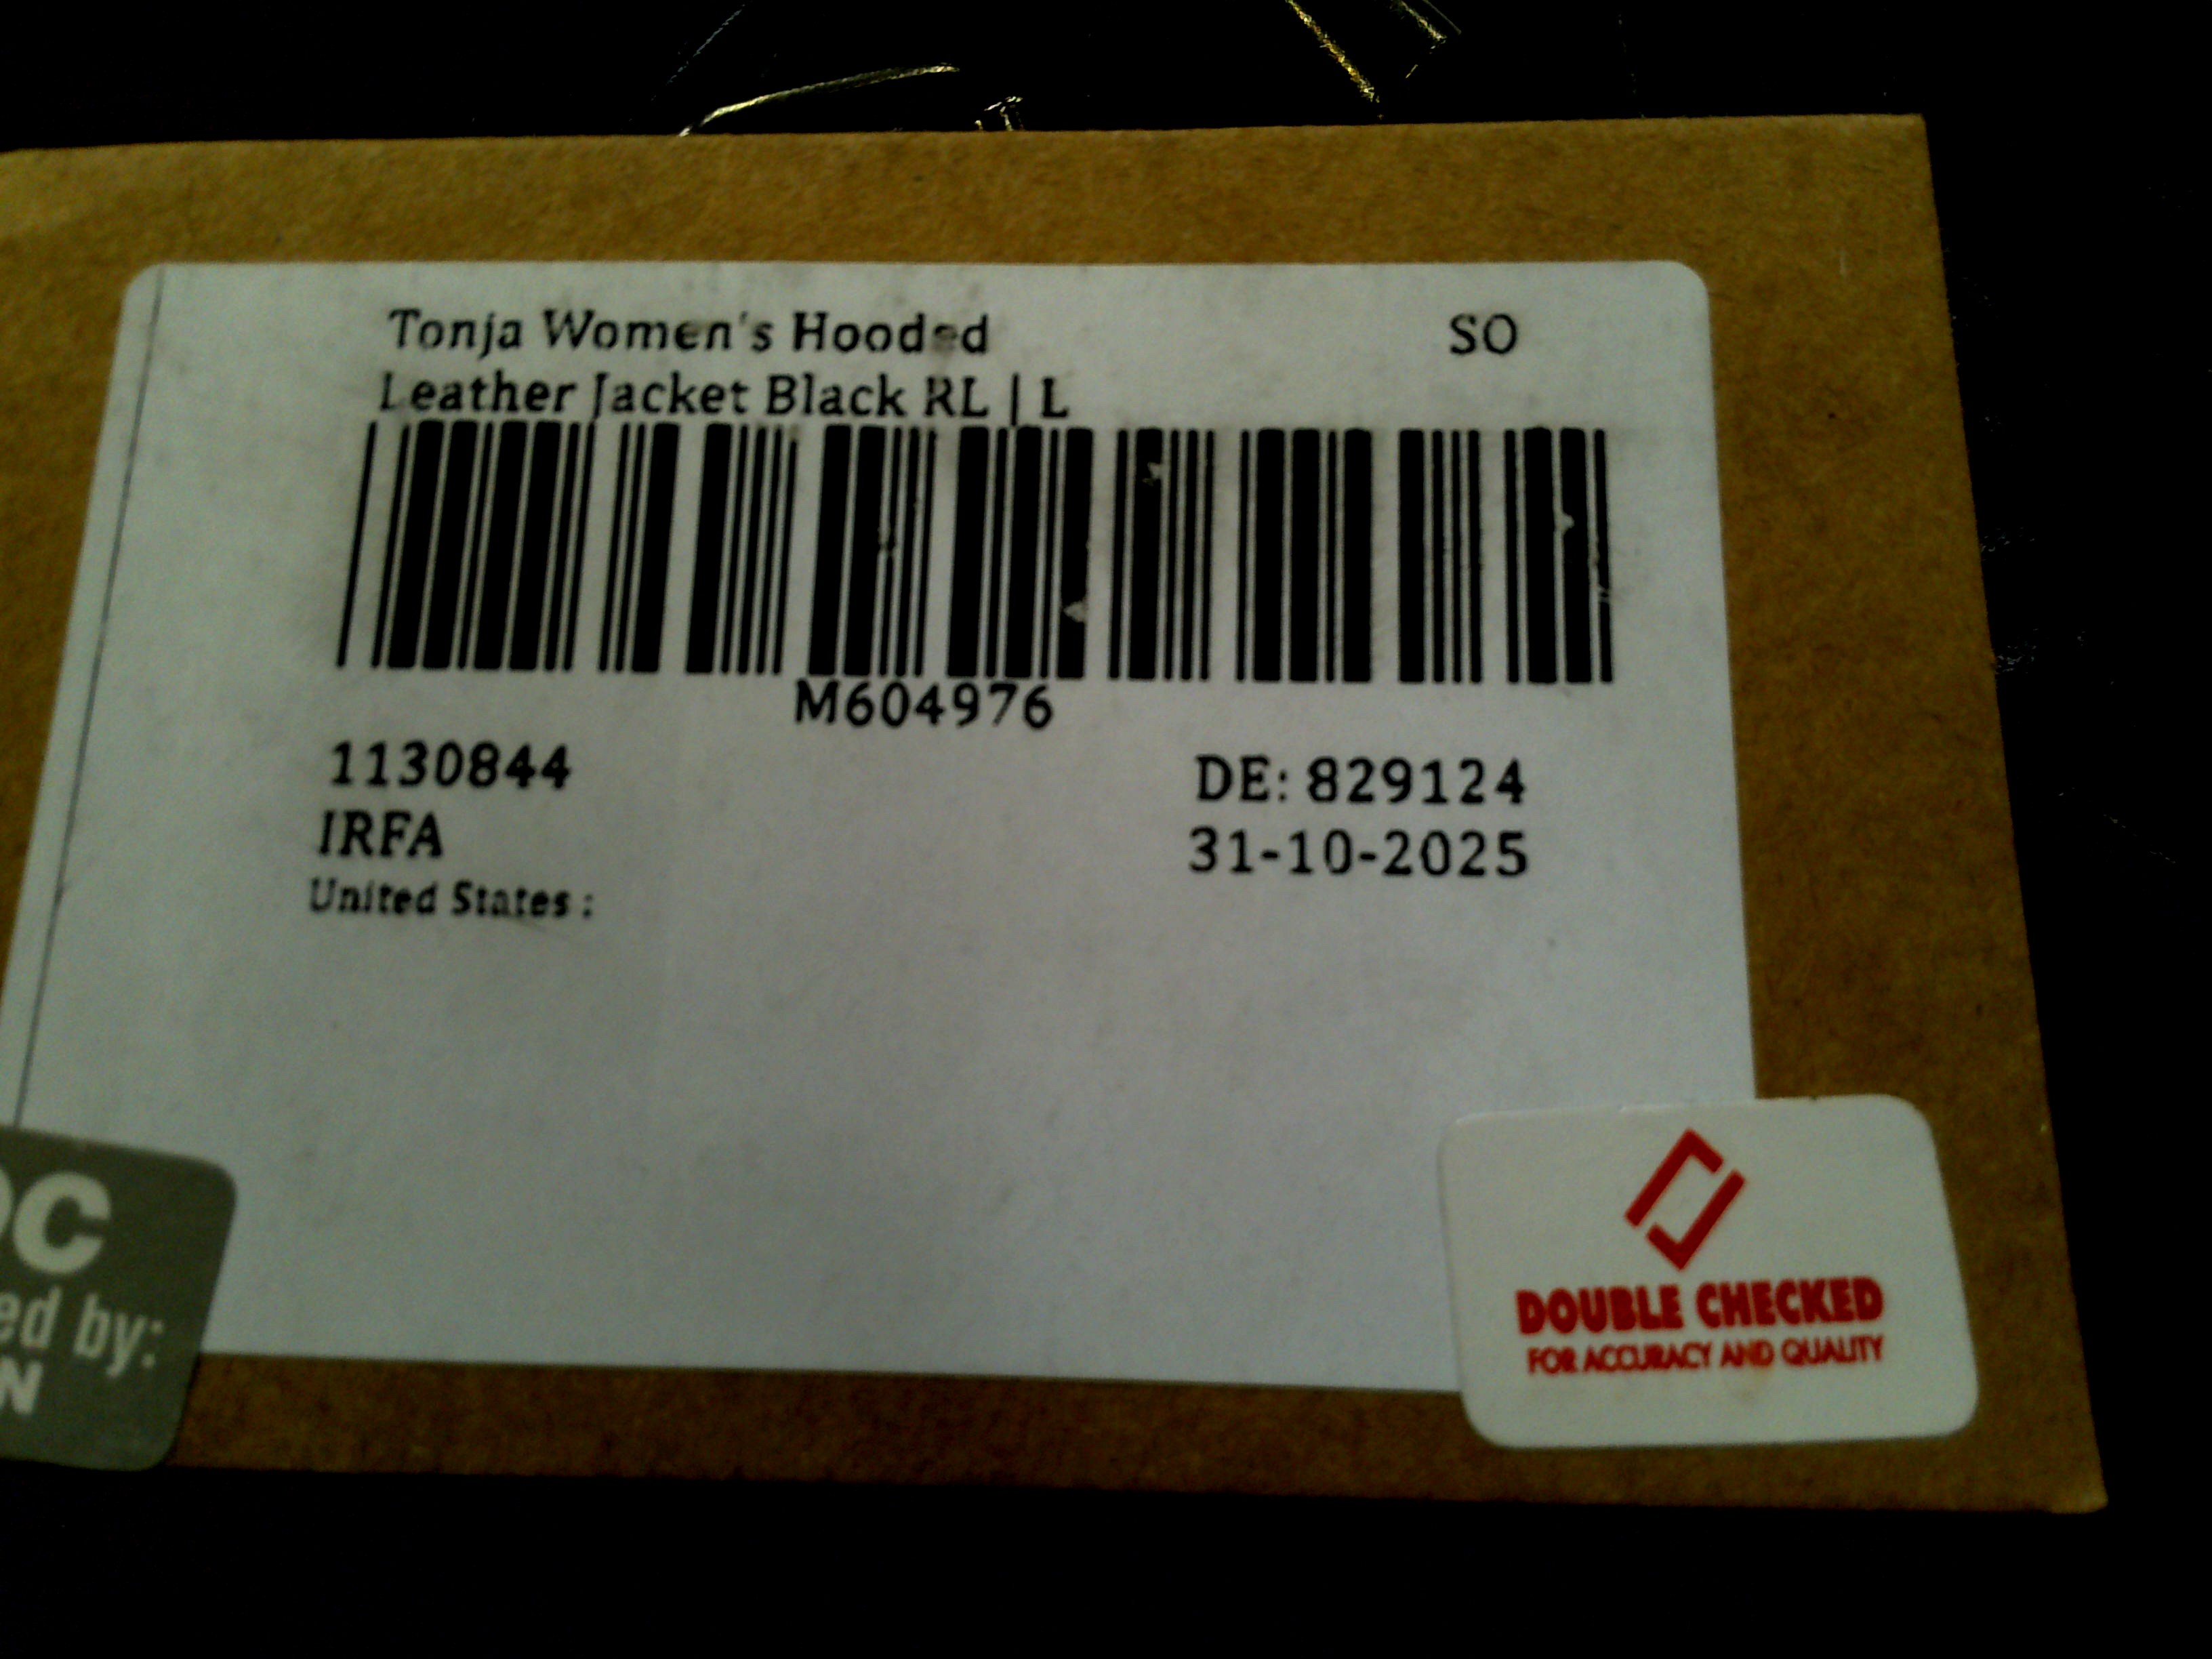 Tonja Women's Hooded
SO
Leather Jacket Black RL | L
M604976
1130844
DE: 829124
IRFA
31-10-2025
United States :
DOUBLE CHECKED
FOR ACCURACY AND QUALITY
by: